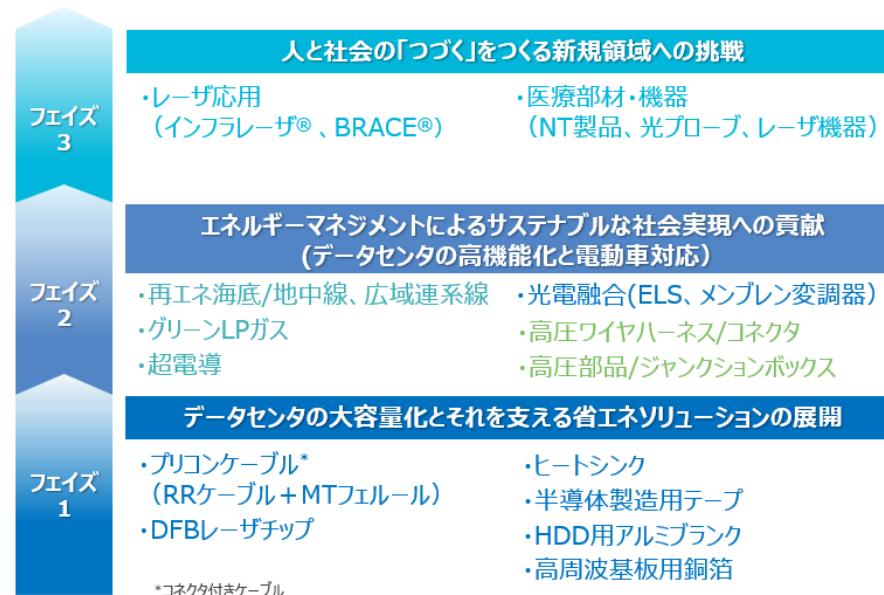 人と社会の「つづく」をつくる新規領域への挑戦
フェイズ
3
・レーザ応用
（インフラレーザ®、BRACE®）
・医療部材・機器
（NT製品、光プローブ、レーザ機器）
エネルギーマネジメントによるサステナブルな社会実現への貢献
(データセンタの高機能化と電動車対応）
フェイズ
2
・再エネ海底/地中線、広域連系線
・グリーンLPガス
・超電導
・光電融合(ELS、メンブレン変調器）
・高圧ワイヤハーネス/コネクタ
・高圧部品/ジャンクションボックス
データセンタの大容量化とそれを支える省エネソリューションの展開
フェイズ
1
・プリコンケーブル*
（RRケーブル＋MTフェルール）
・DFBレーザチップ
・ヒートシンク
・半導体製造用テープ
・HDD用アルミブランク
・高周波基板用銅箔
*コネクタ付きケーブル